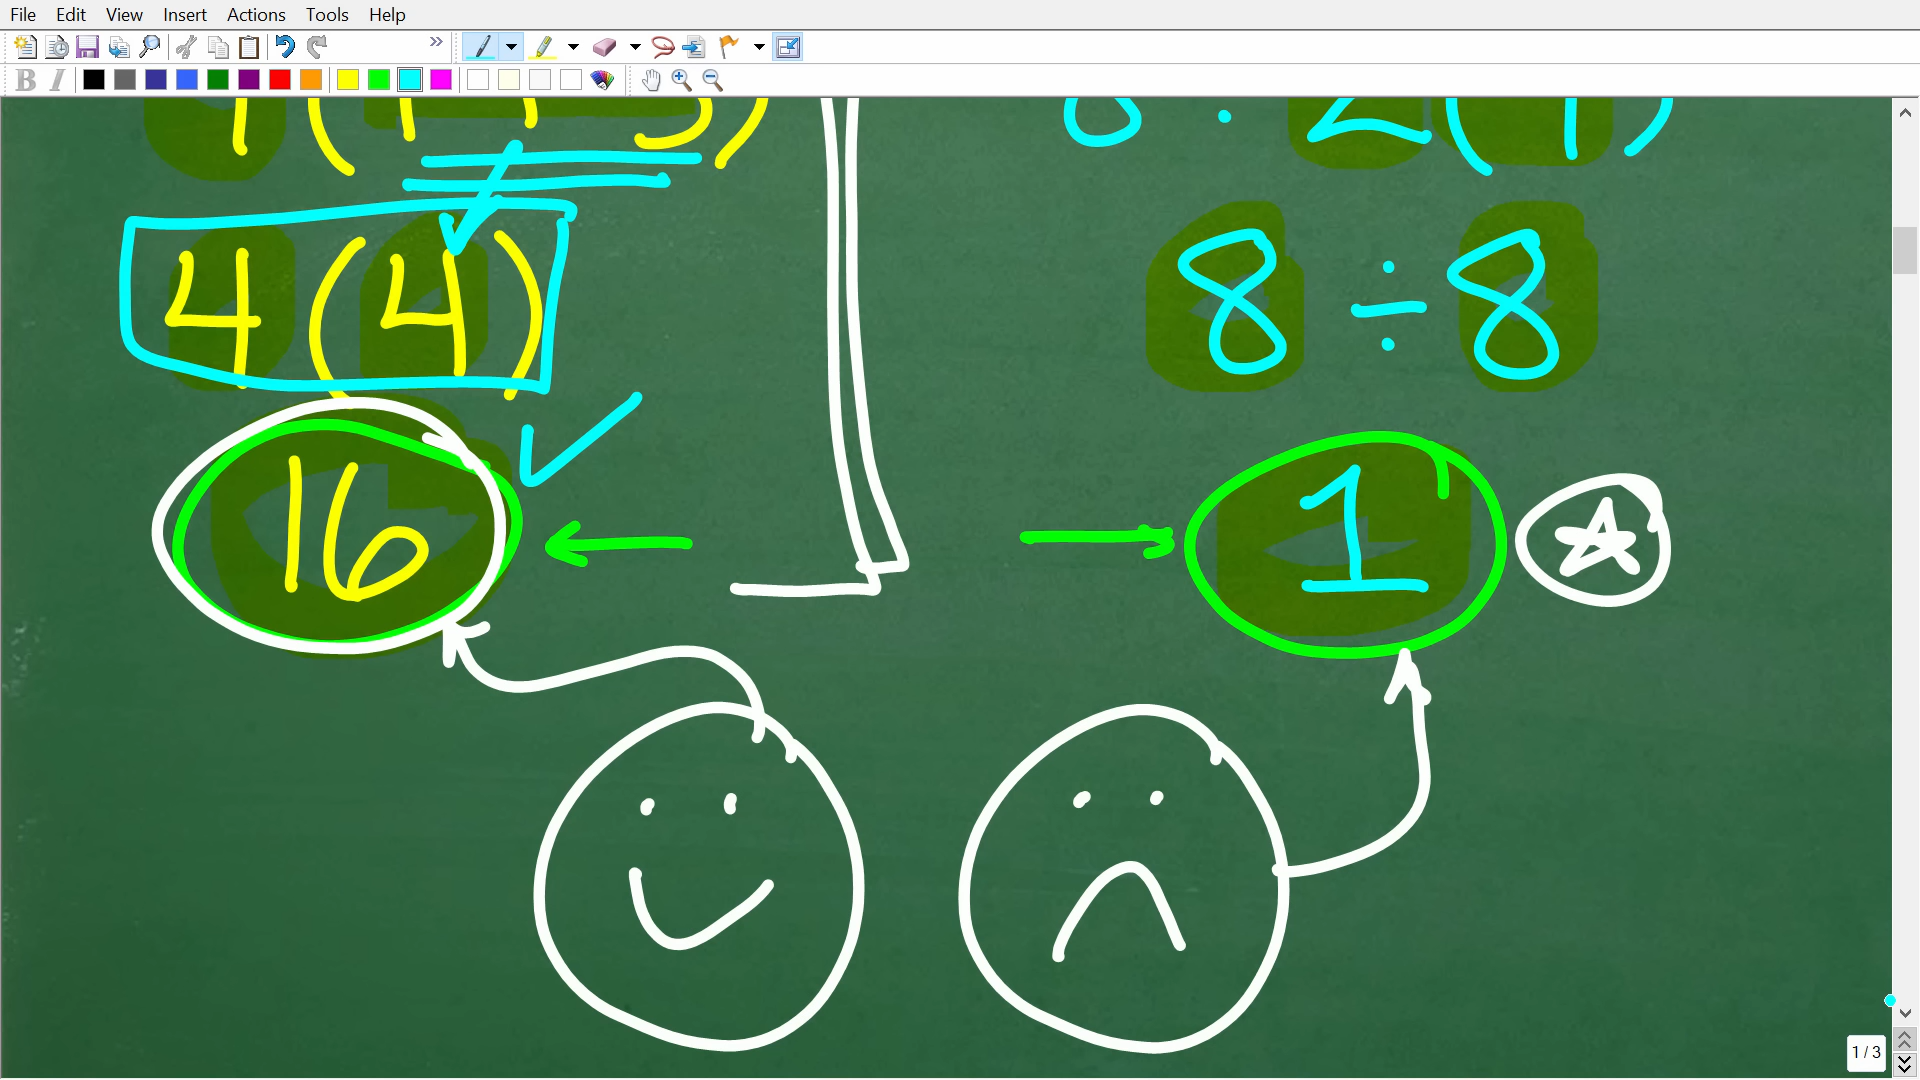 File Edit View Insert Actions Tools Help
B I
4(4)
16
8 ÷ 8
1
1 / 3